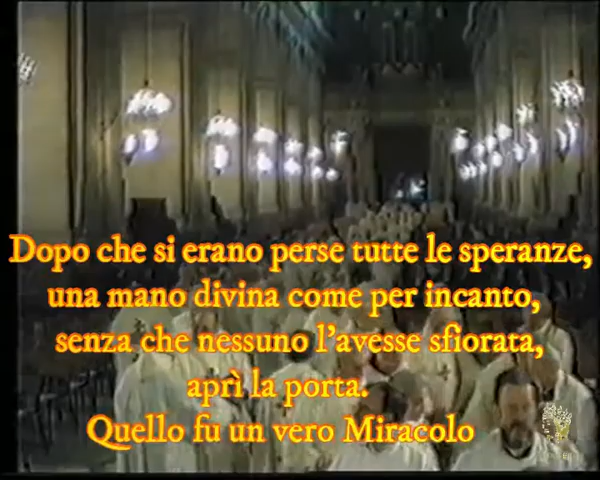 Dopo che si erano perse tutte le speranze,
una mano divina come per incanto,
senza che nessuno l'avesse sfiorata,
aprì la porta.
Quello fu un vero Miracolo